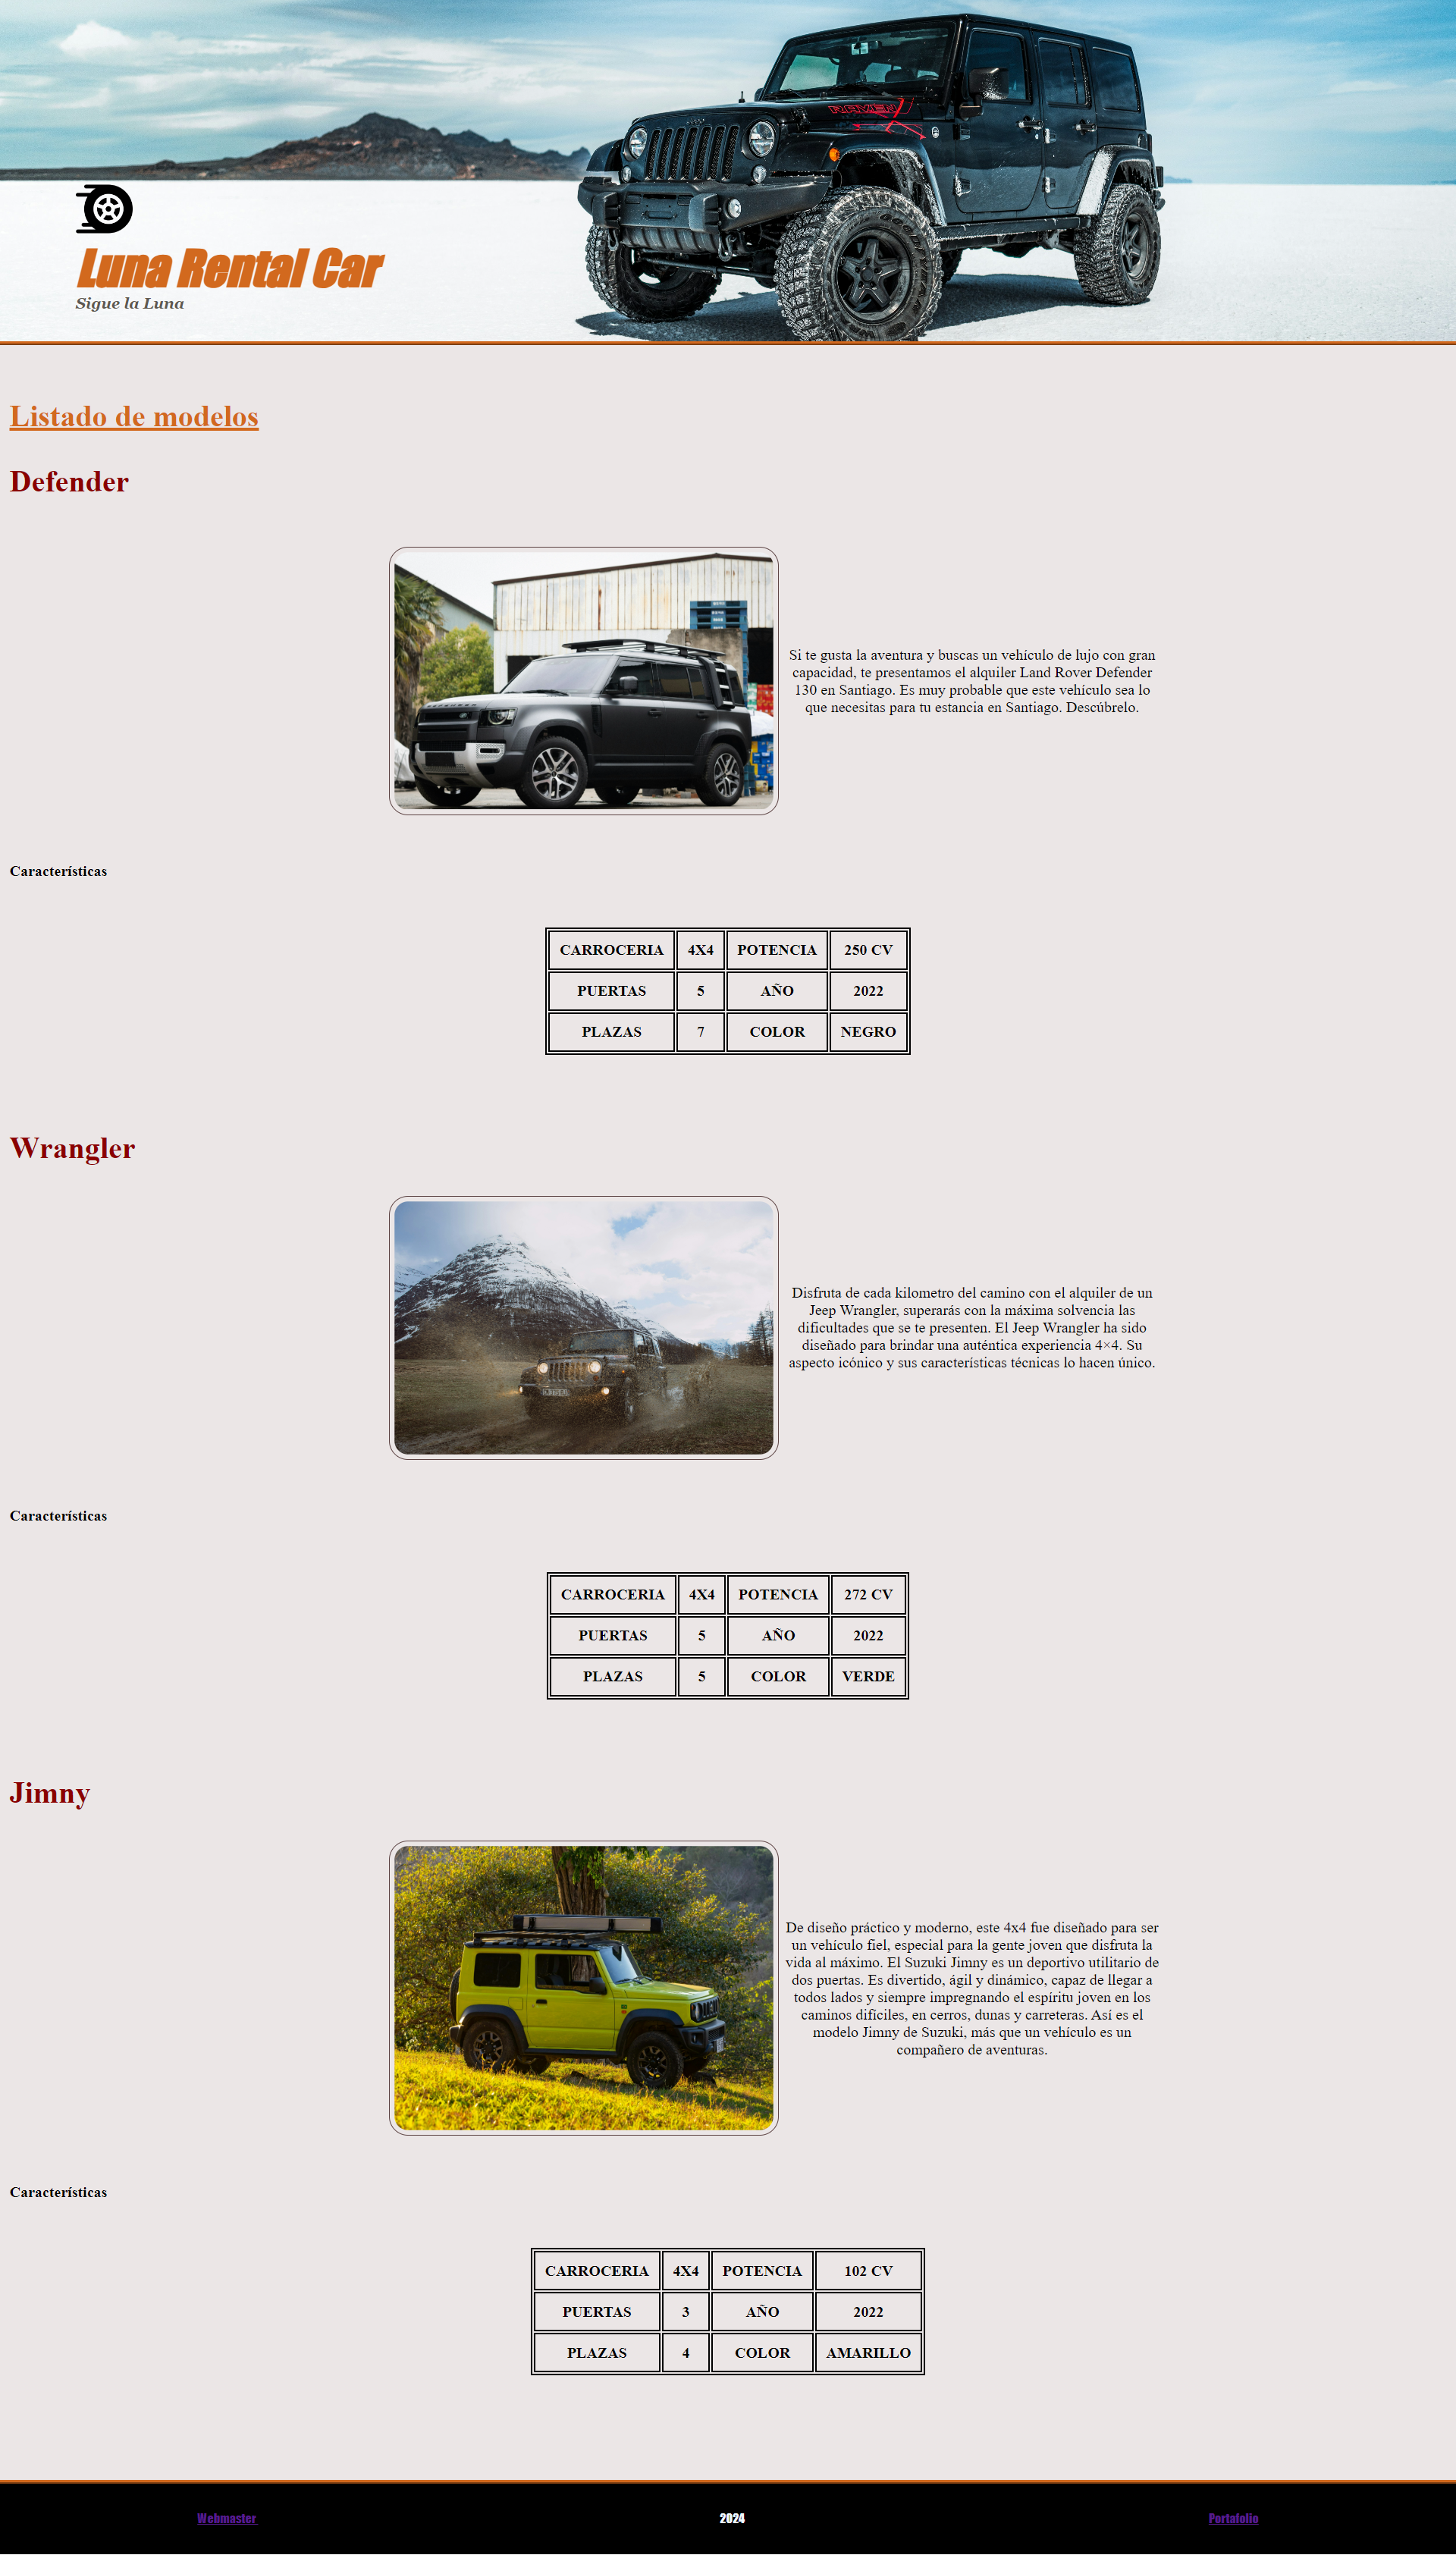 RAVEN
Luna Rental Car
Sigue la Luna
Listado de modelos
Defender
Si te gusta la aventura y buscas un vehículo de lujo con gran
capacidad, te presentamos el alquiler Land Rover Defender
130 en Santiago. Es muy probable que este vehículo sea lo
que necesitas para tu estancia en Santiago. Descúbrelo.
Características
CARROCERIA 4X4 POTENCIA 250 CV
PUERTAS 5 AÑO 2022
PLAZAS 7 COLOR NEGRO
Wrangler
Disfruta de cada kilometro del camino con el alquiler de un
Jeep Wrangler, superarás con la máxima solvencia las
dificultades que se te presenten. El Jeep Wrangler ha sido
diseñado para brindar una auténtica experiencia 4×4. Su
aspecto icónico y sus características técnicas lo hacen único.
Características
CARROCERIA 4X4 POTENCIA 272 CV
PUERTAS 5 AÑO 2022
PLAZAS 5 COLOR VERDE
Jimny
De diseño práctico y moderno, este 4x4 fue diseñado para ser
un vehículo fiel, especial para la gente joven que disfruta la
vida al máximo. El Suzuki Jimny es un deportivo utilitario de
dos puertas. Es divertido, ágil y dinámico, capaz de llegar a
todos lados y siempre impregnando el espíritu joven en los
caminos difíciles, en cerros, dunas y carreteras. Así es el
modelo Jimny de Suzuki, más que un vehículo es un
compañero de aventuras.
Características
CARROCERIA 4X4 POTENCIA 102 CV
PUERTAS 3 AÑO 2022
PLAZAS 4 COLOR AMARILLO
Webmaster 2024 Portafolio